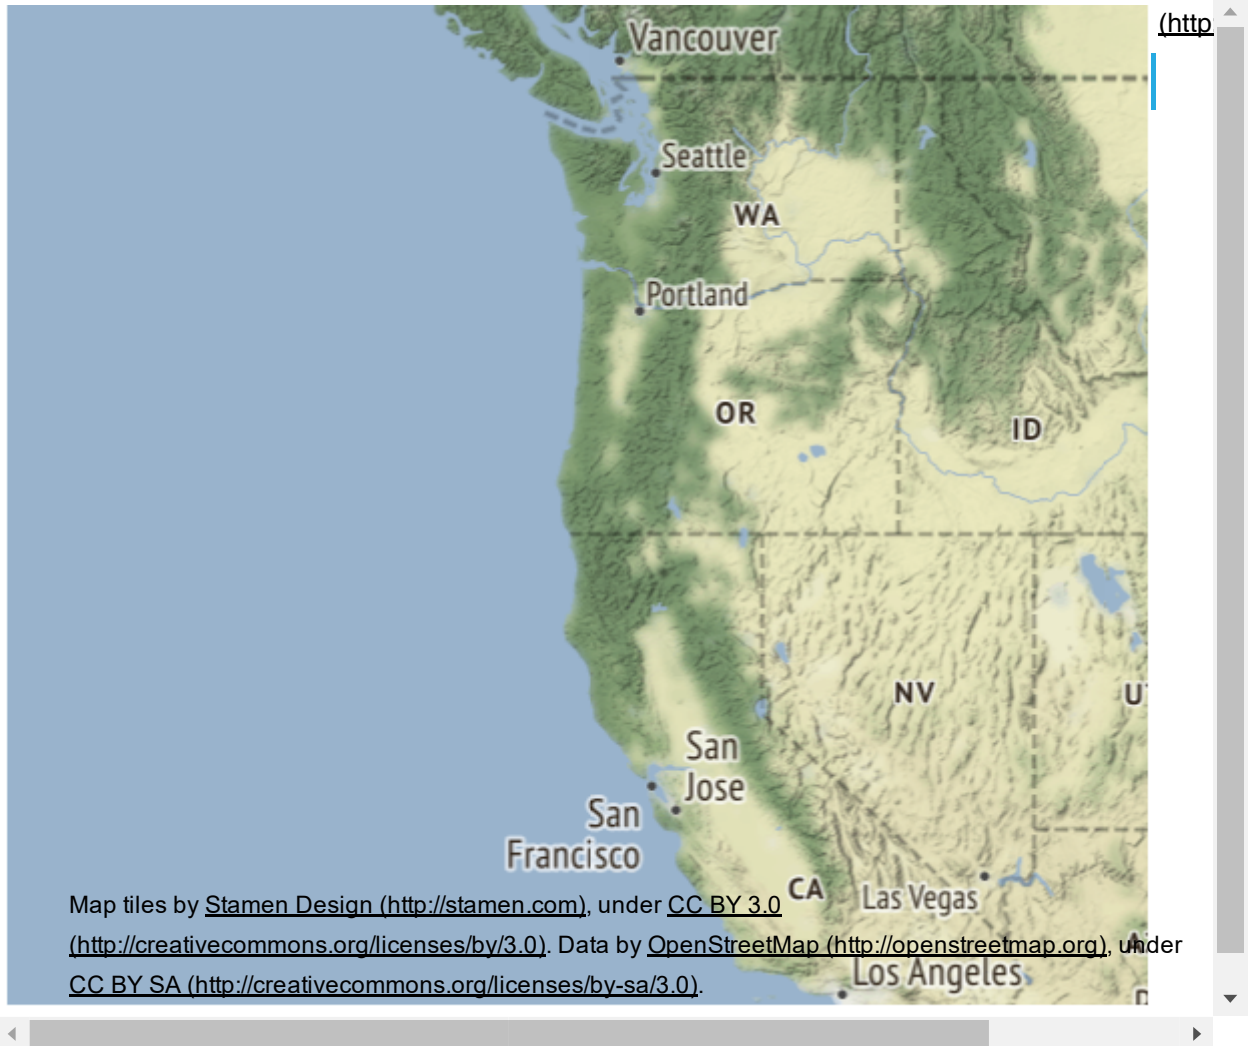 (http
Vancouver
Seattle
WA
Portland
OR
ID
NV
San
Jose
San
Francisco
CA
Las Vegas
Map tiles by Stamen Design (http://stamen.com), under CC BY 3.0
(http://creativecommons.org/licenses/by/3.0). Data by OpenStreetMap (http://openstreetmap.org), under
CC BY SA (http://creativecommons.org/licenses/by-sa/3.0).
Los Angeles